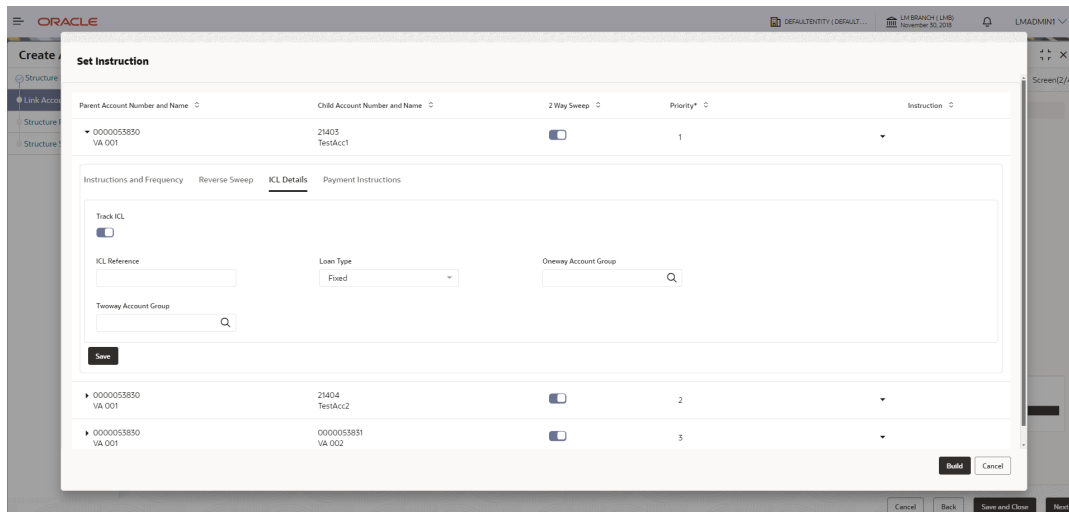 ORACLE
DEFAULTENTITY (DEFAULT...
LM BRANCH ( LMB)
November 30, 2018
LMADMIN1
Create
Set Instruction
Structure
Screen(2/
Link Accou
Parent Account Number and Name
Child Account Number and Name
2 Way Sweep
Priority*
Instruction
Structure
0000053830
VA 001
21403
TestAcc1
1
Structure
Instructions and Frequency
Reverse Sweep
ICL Details
Payment Instructions
Track ICL
ICL Reference
Loan Type
Oneway Account Group
Fixed
Twoway Account Group
Save
0000053830
VA 001
21404
TestAcc2
2
0000053830
VA 001
0000053831
VA 002
3
Build
Cancel
Cancel
Back
Save and Close
Next